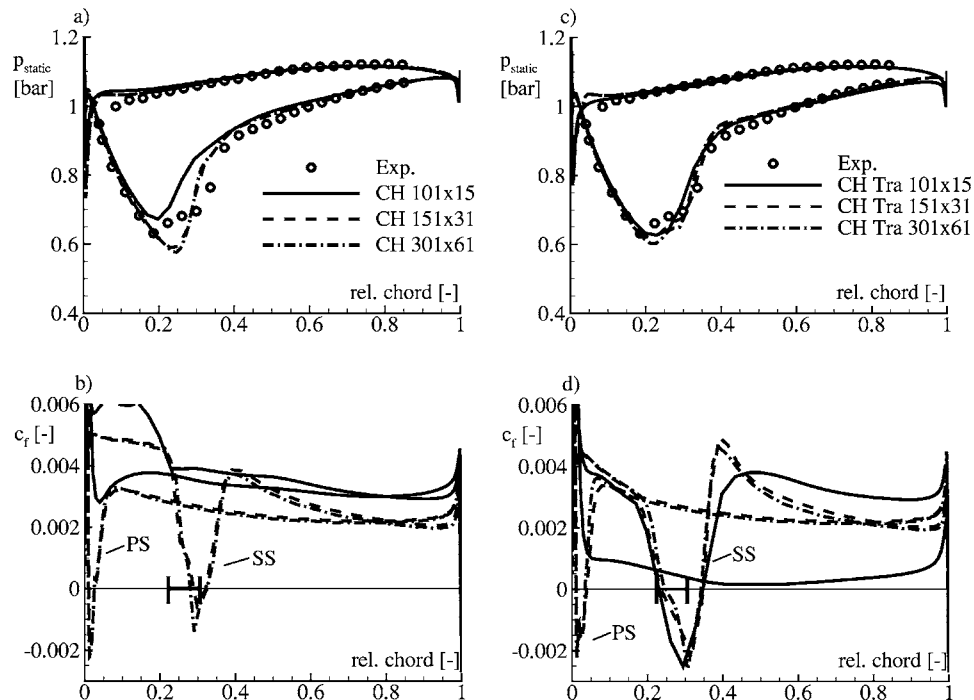 a)
1.2
p_static
[bar]
1
0.8
0.6
0.4
Exp.
CH 101x15
CH 151x31
CH 301x61
rel. chord [-]
0 0.2 0.4 0.6 0.8 1
c)
1.2
p_static
[bar]
1
0.8
0.6
0.4
Exp.
CH Tra 101x15
CH Tra 151x31
CH Tra 301x61
rel. chord [-]
0 0.2 0.4 0.6 0.8 1
b)
0.006
c_f [-]
0.004
0.002
0
-0.002
PS
SS
rel. chord [-]
0 0.2 0.4 0.6 0.8 1
d)
0.006
c_f [-]
0.004
0.002
0
-0.002
PS
SS
rel. chord [-]
0 0.2 0.4 0.6 0.8 1